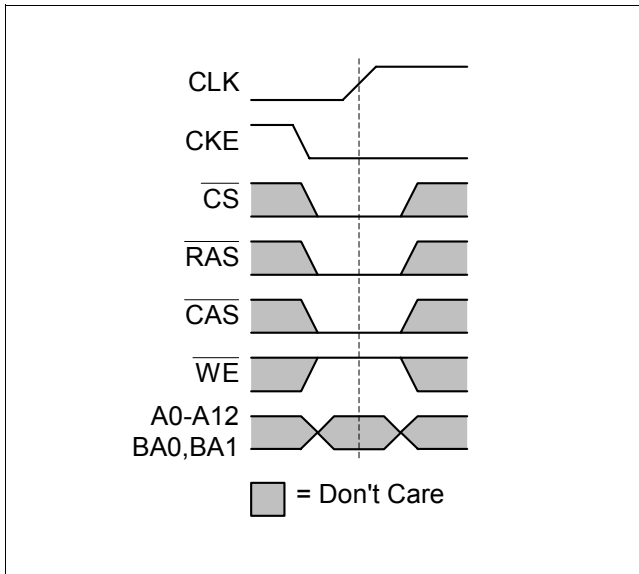 CLK
CKE
CS
RAS
CAS
WE
A0-A12
BA0,BA1
= Don't Care